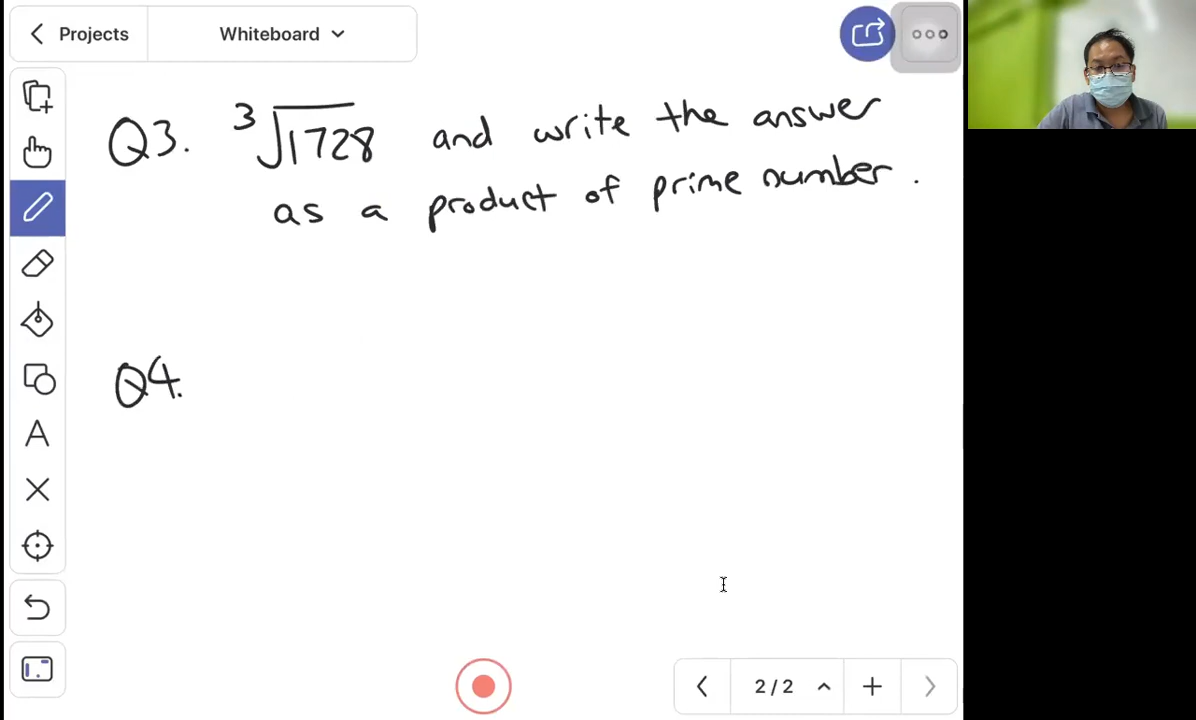 Projects
Whiteboard
Q3. ³√1728 and write the answer
as a product of prime number.
Q4.
A
2 / 2